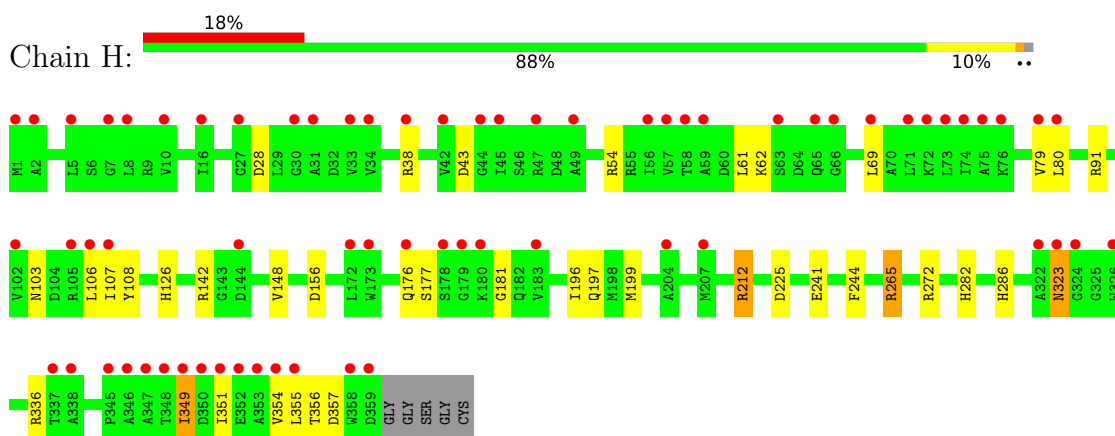 18%
Chain H:
88% 10% ••
M1 A2 L5 S6 G7 L8 R9 V10 I16 G27 D28 L29 G30 A31 D32 V33 V34 R38 V42 D43 G44 I45 S46 R47 D48 A49 R54 R55 I56 V57 T58 A59 D60 L61 K62 S63 D64 Q65 G66 L69 A70 L71 K72 L73 I74 A75 K76 V79 L80 R91
V102 N103 D104 R105 L106 I107 Y108 H126 R142 G143 D144 V148 D156 L172 W173 Q176 S177 S178 G179 K180 G181 Q182 V183 I196 Q197 M198 M199 A204 M207 R212 D225 E241 F244 R265 R272 H282 H286 A322 N323 G324 G325 W326
R336 T337 A338 P345 A346 A347 T348 I349 D350 I351 E352 A353 V354 L355 T356 D357 W358 D359 GLY GLY SER GLY CYS